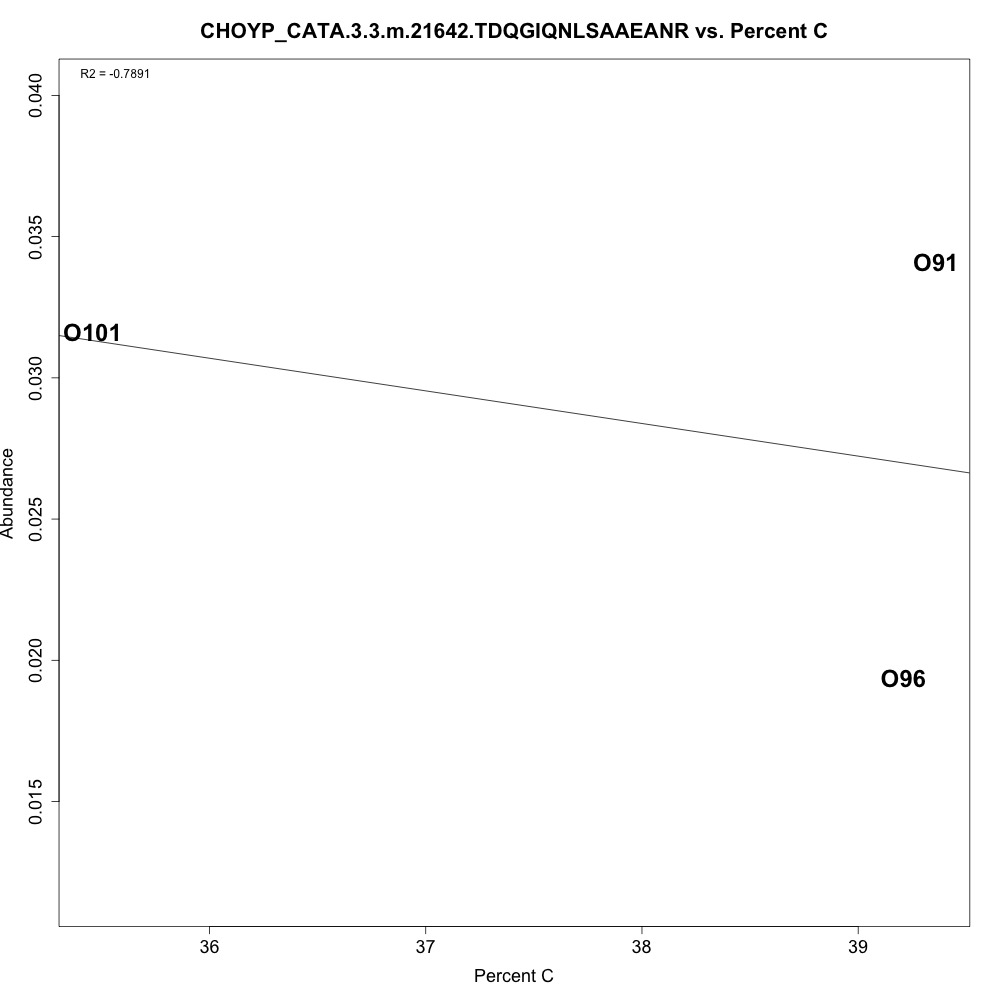 CHOYP_CATA.3.3.m.21642.TDQGIQNLSAAEANR vs. Percent C
R2 = -0.7891
0.040
0.035
O91
O101
0.030
Abundance
0.025
0.020
O96
0.015
36 37 38 39
Percent C